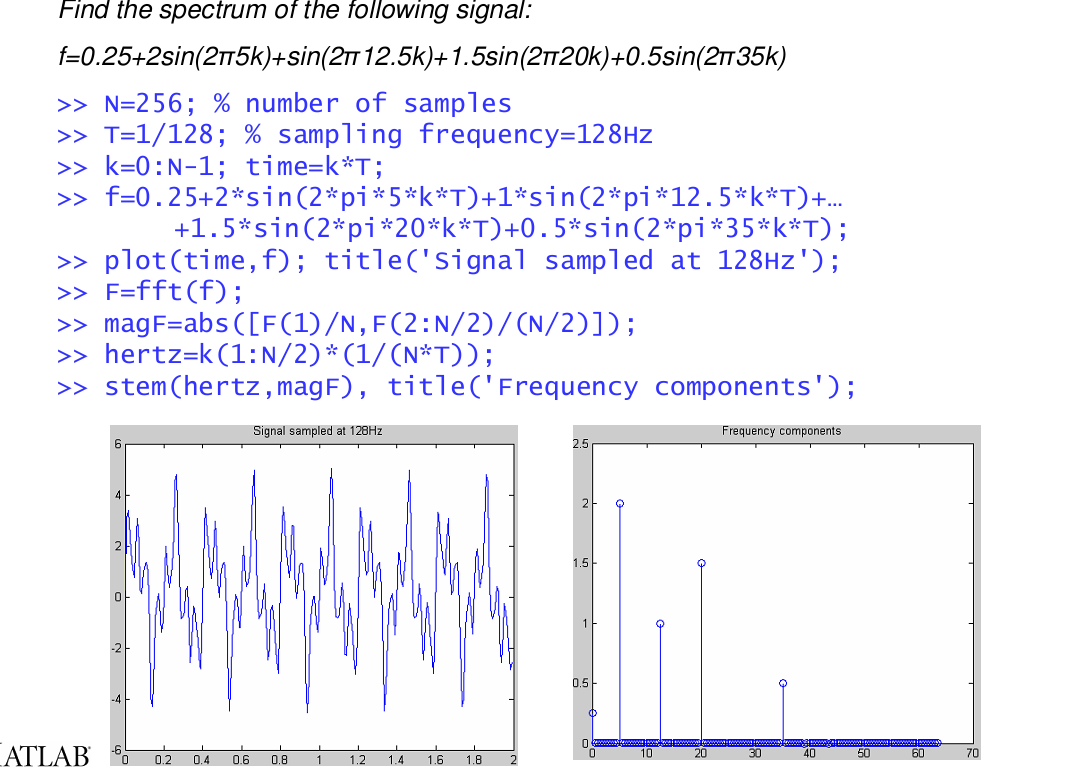 Find the spectrum of the following signal:
f=0.25+2sin(2π5k)+sin(2π12.5k)+1.5sin(2π20k)+0.5sin(2π35k)
>> N=256; % number of samples
>> T=1/128; % sampling frequency=128Hz
>> k=0:N-1; time=k*T;
>> f=0.25+2*sin(2*pi*5*k*T)+1*sin(2*pi*12.5*k*T)+…
+1.5*sin(2*pi*20*k*T)+0.5*sin(2*pi*35*k*T);
>> plot(time,f); title('Signal sampled at 128Hz');
>> F=fft(f);
>> magF=abs([F(1)/N,F(2:N/2)/(N/2)]);
>> hertz=k(1:N/2)*(1/(N*T));
>> stem(hertz,magF), title('Frequency components');
Signal sampled at 128Hz
6
4
2
0
-2
-4
-6
0 0.2 0.4 0.6 0.8 1 1.2 1.4 1.6 1.8 2
Frequency components
2.5
2
1.5
1
0.5
0
0 10 20 30 40 50 60 70
MATLAB